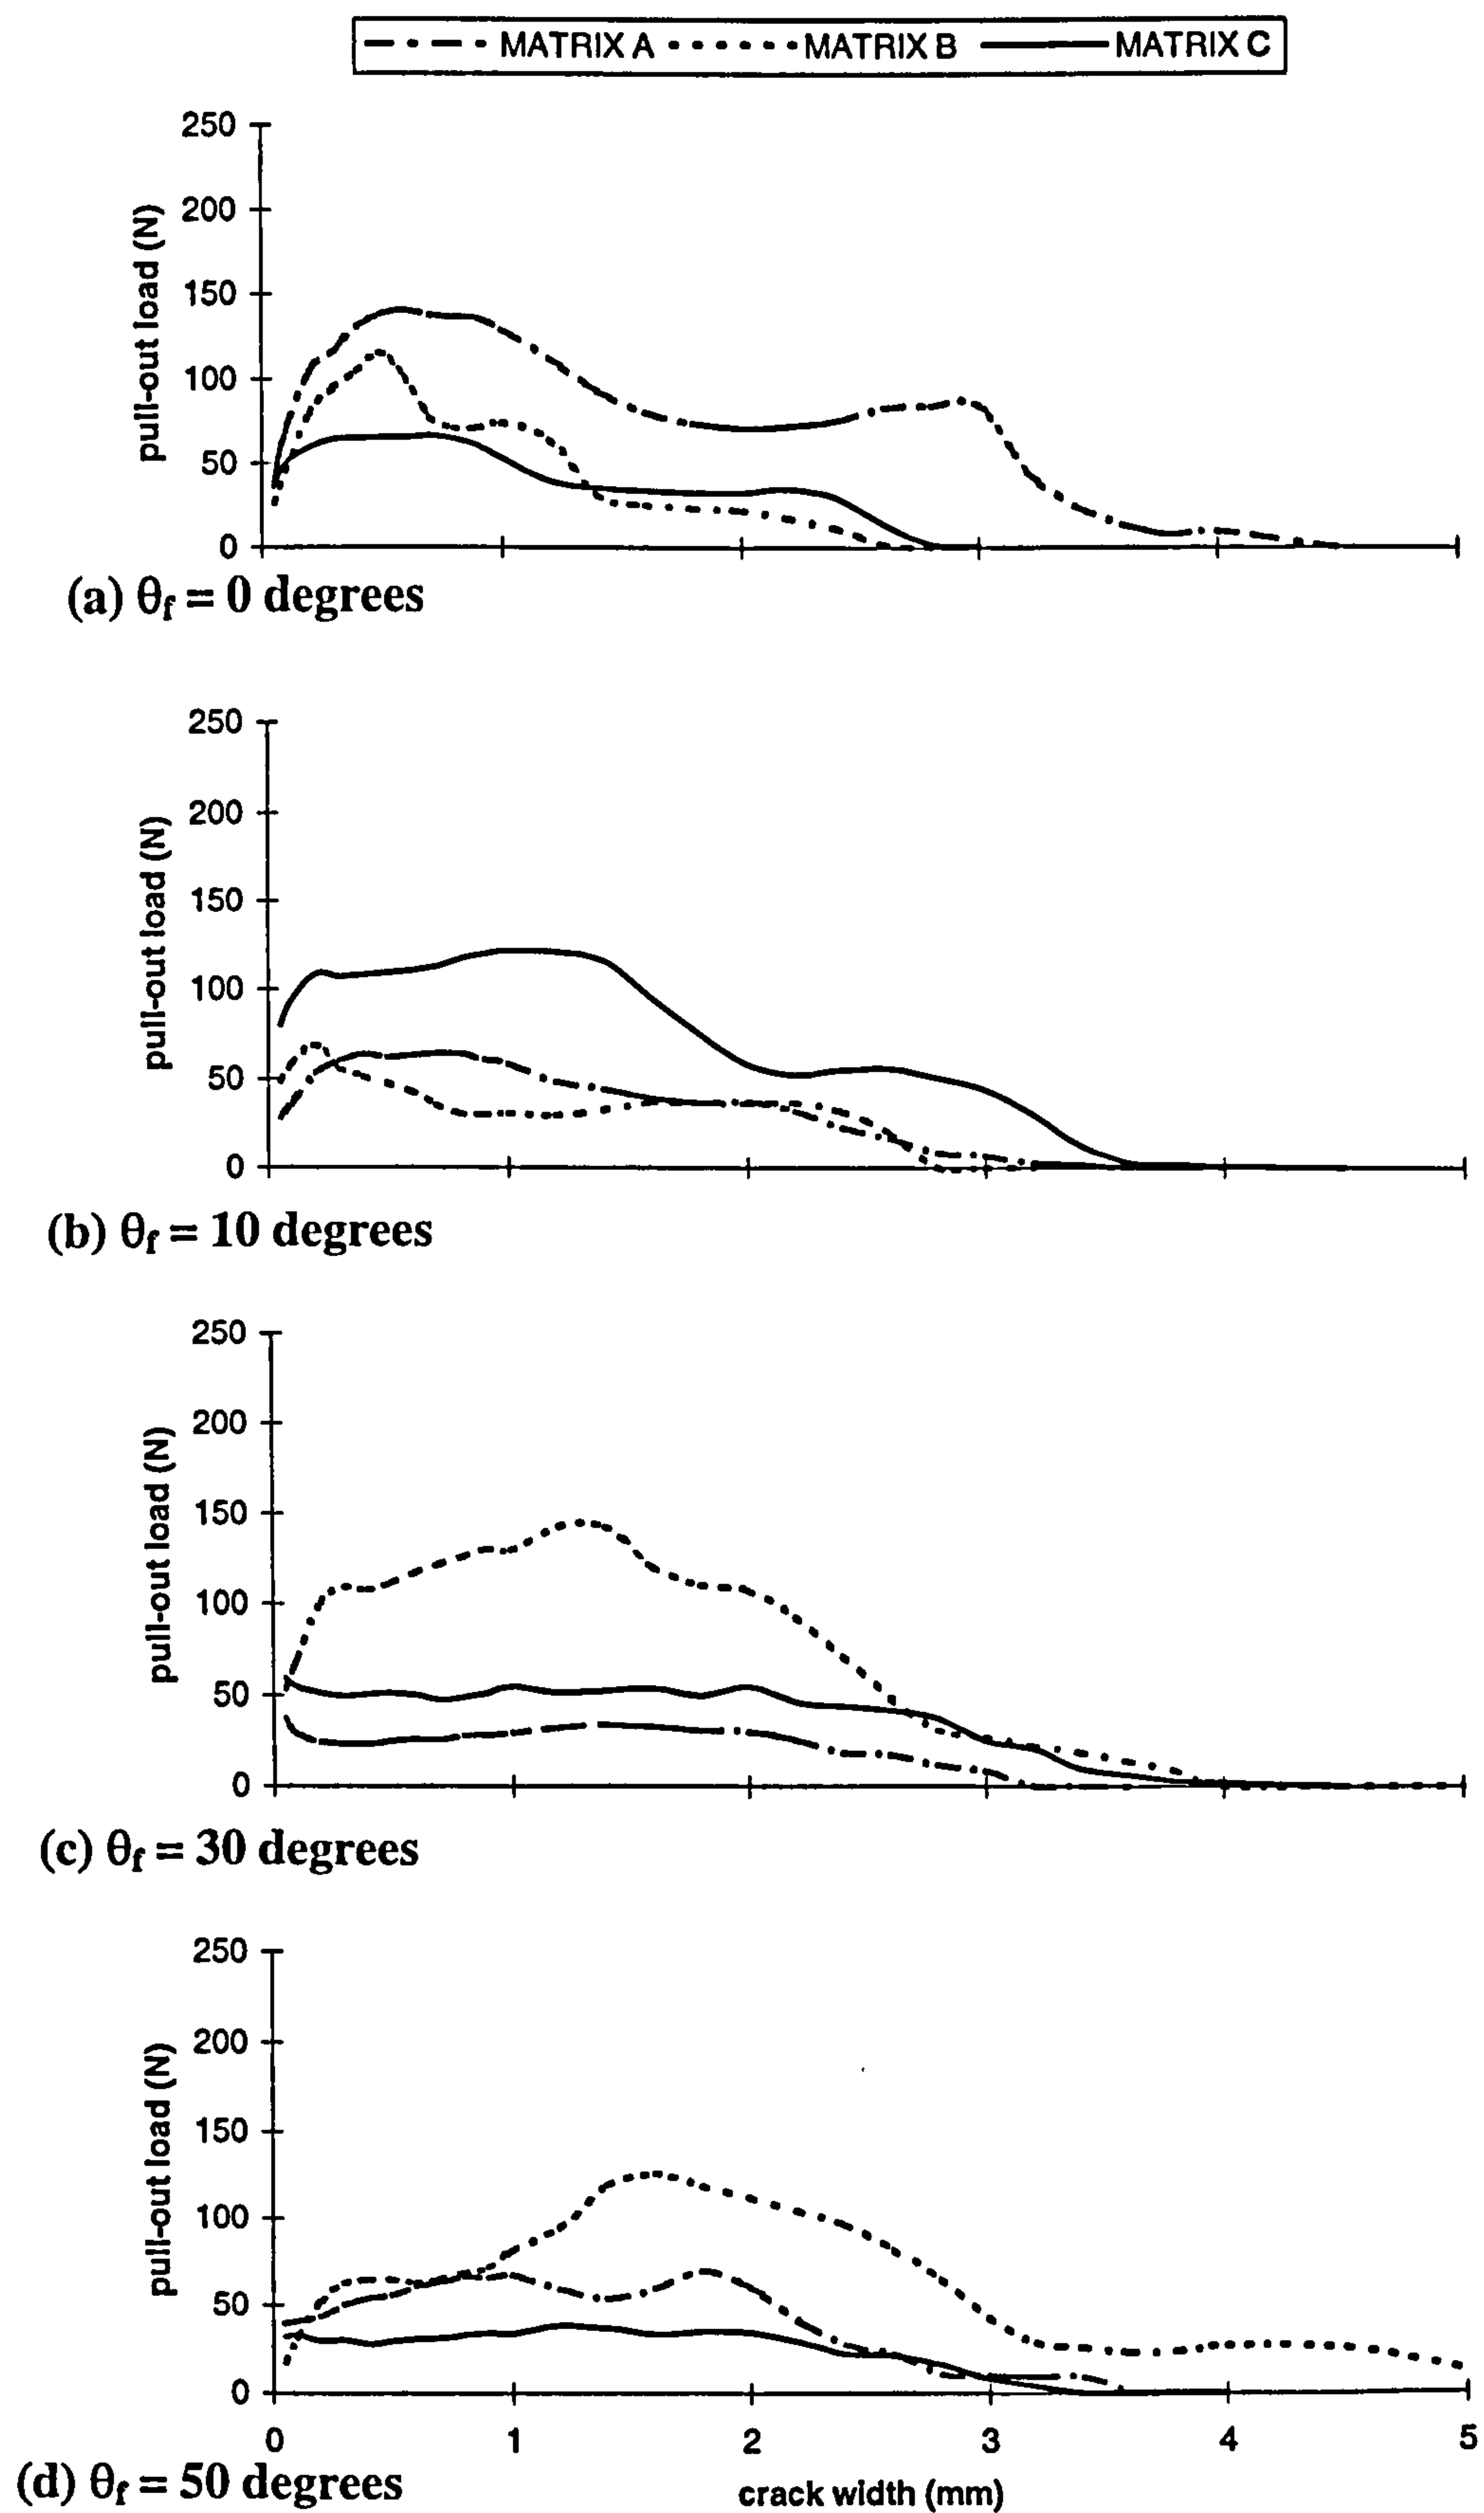 MATRIX A MATRIX B MATRIX C
250
200
150
100
50
0
pull-out load (N)
(a) θf = 0 degrees
250
200
150
100
50
0
pull-out load (N)
(b) θf = 10 degrees
250
200
150
100
50
0
pull-out load (N)
(c) θf = 30 degrees
250
200
150
100
50
0
pull-out load (N)
0 1 2 3 4 5
(d) θf = 50 degrees
crack width (mm)